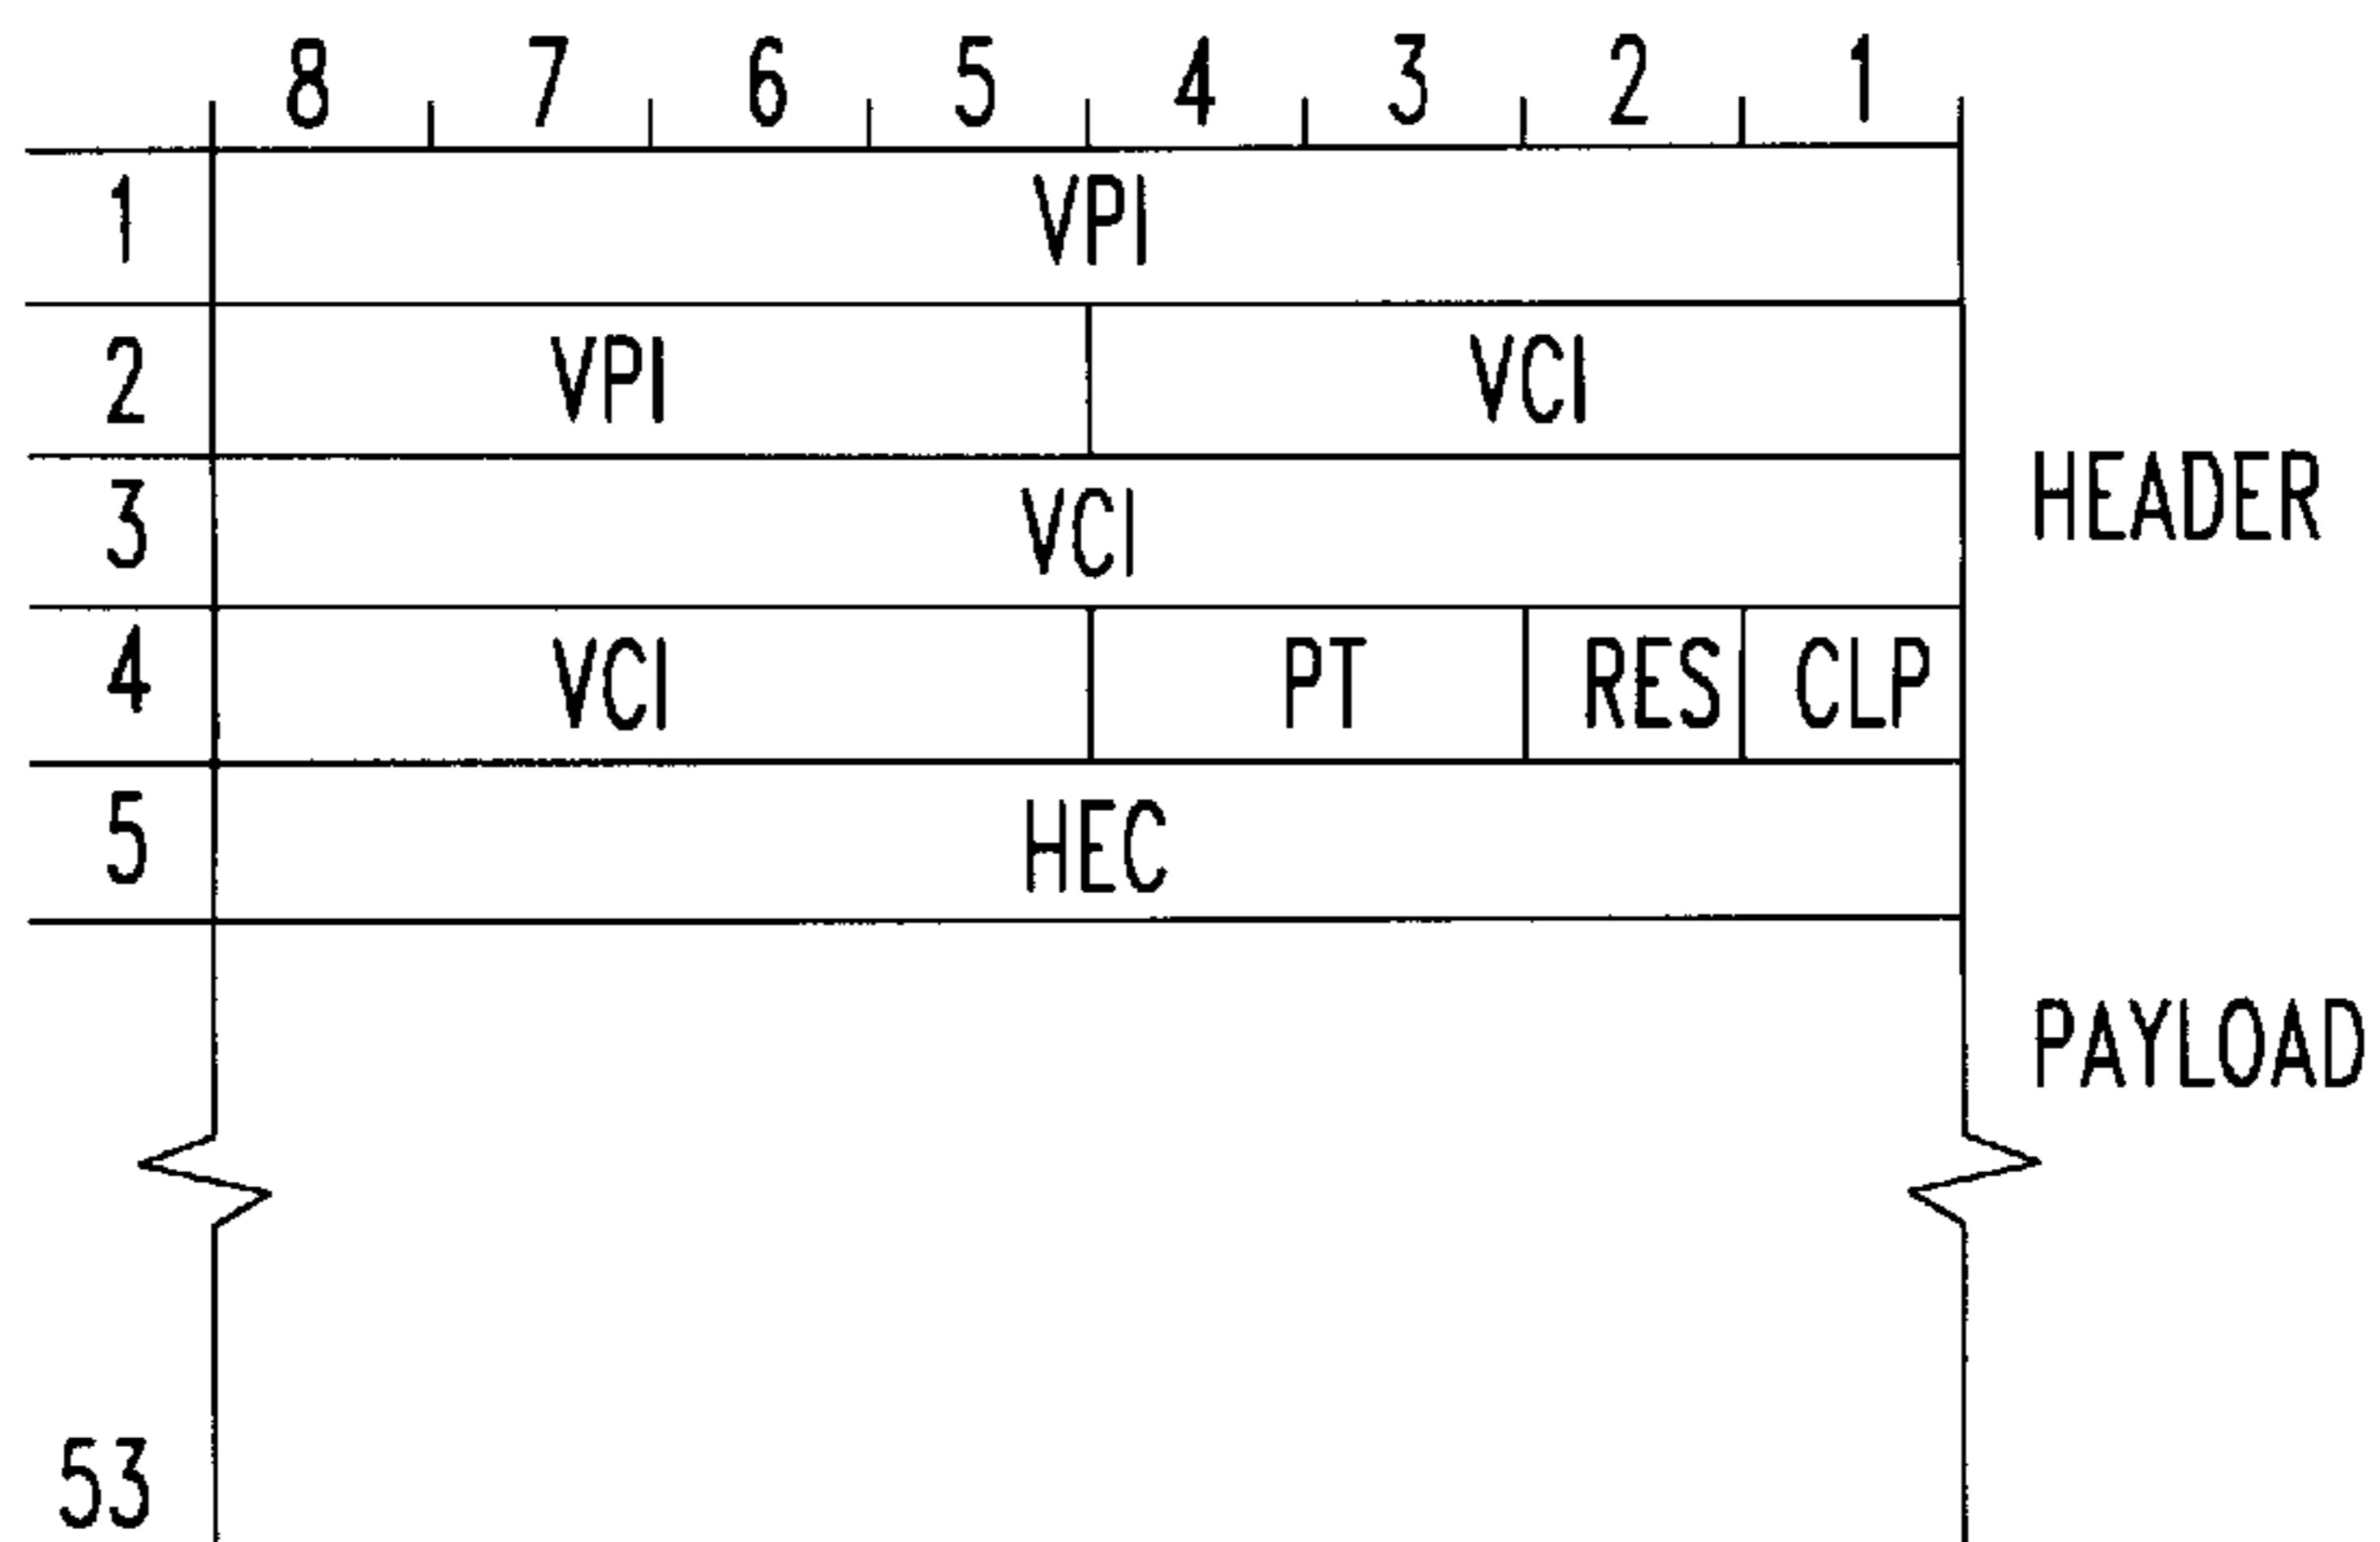 8 7 6 5 4 3 2 1
1 VPI
2 VPI VCI
HEADER
3 VCI
4 VCI PT RES CLP
5 HEC
PAYLOAD
53